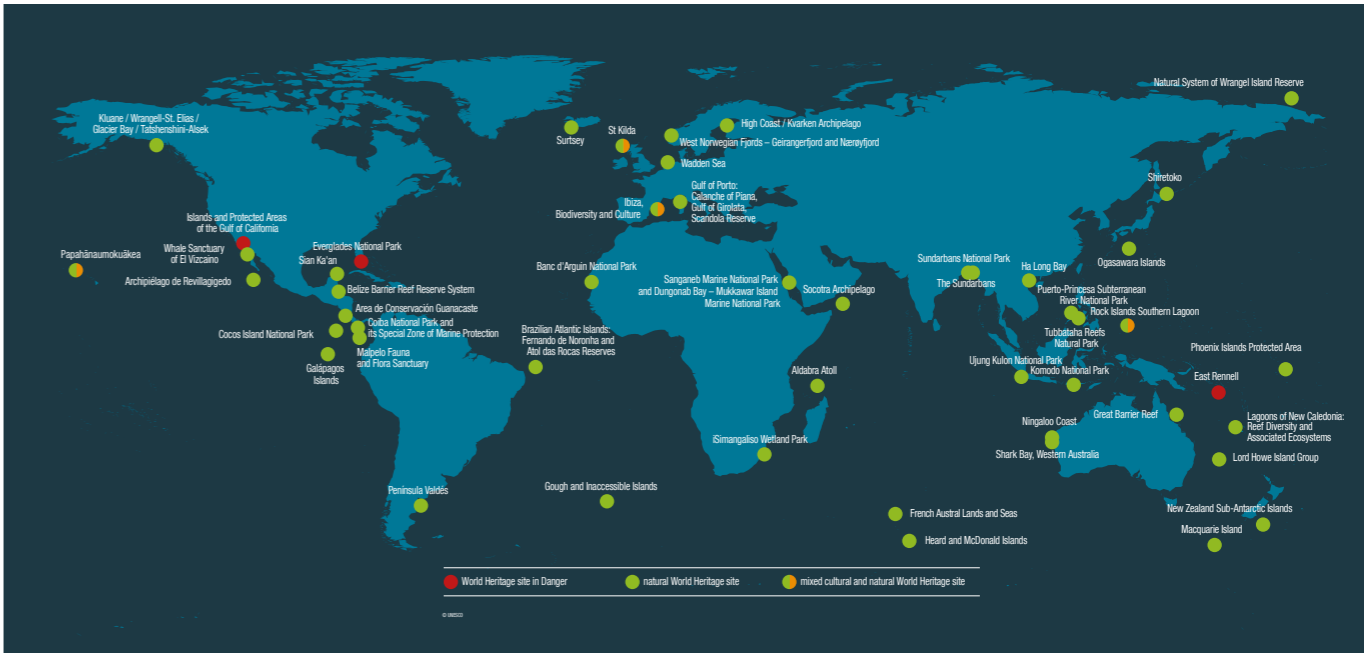 Natural System of Wrangel Island Reserve
Kluane / Wrangell-St. Elias /
Glacier Bay / Tatshenshini-Alsek
Surtsey
St Kilda
High Coast / Kvarken Archipelago
West Norwegian Fjords – Geirangerfjord and Nærøyfjord
Wadden Sea
Shiretoko
Gulf of Porto:
Calanche of Piana,
Gulf of Girolata,
Scandola Reserve
Ibiza,
Biodiversity and Culture
Islands and Protected Areas
of the Gulf of California
Papahānaumokuākea
Whale Sanctuary
of El Vizcaino
Everglades National Park
Sian Ka'an
Archipiélago de Revillagigedo
Belize Barrier Reef Reserve System
Banc d'Arguin National Park
Sanganeb Marine National Park
and Dungonab Bay – Mukkawar Island
Marine National Park
Socotra Archipelago
Sundarbans National Park
The Sundarbans
Ha Long Bay
Ogasawara Islands
Puerto-Princesa Subterranean
River National Park
Rock Islands Southern Lagoon
Tubbataha Reefs
Natural Park
Area de Conservación Guanacaste
Cocos Island National Park
Coiba National Park and
its Special Zone of Marine Protection
Malpelo Fauna
and Flora Sanctuary
Galápagos
Islands
Brazilian Atlantic Islands:
Fernando de Noronha and
Atol das Rocas Reserves
Aldabra Atoll
Ujung Kulon National Park
Komodo National Park
Phoenix Islands Protected Area
East Rennell
Great Barrier Reef
Ningaloo Coast
Shark Bay, Western Australia
Lagoons of New Caledonia:
Reef Diversity and
Associated Ecosystems
Lord Howe Island Group
iSimangaliso Wetland Park
Península Valdés
Gough and Inaccessible Islands
French Austral Lands and Seas
Heard and McDonald Islands
New Zealand Sub-Antarctic Islands
Macquarie Island
World Heritage site in Danger
natural World Heritage site
mixed cultural and natural World Heritage site
© UNESCO